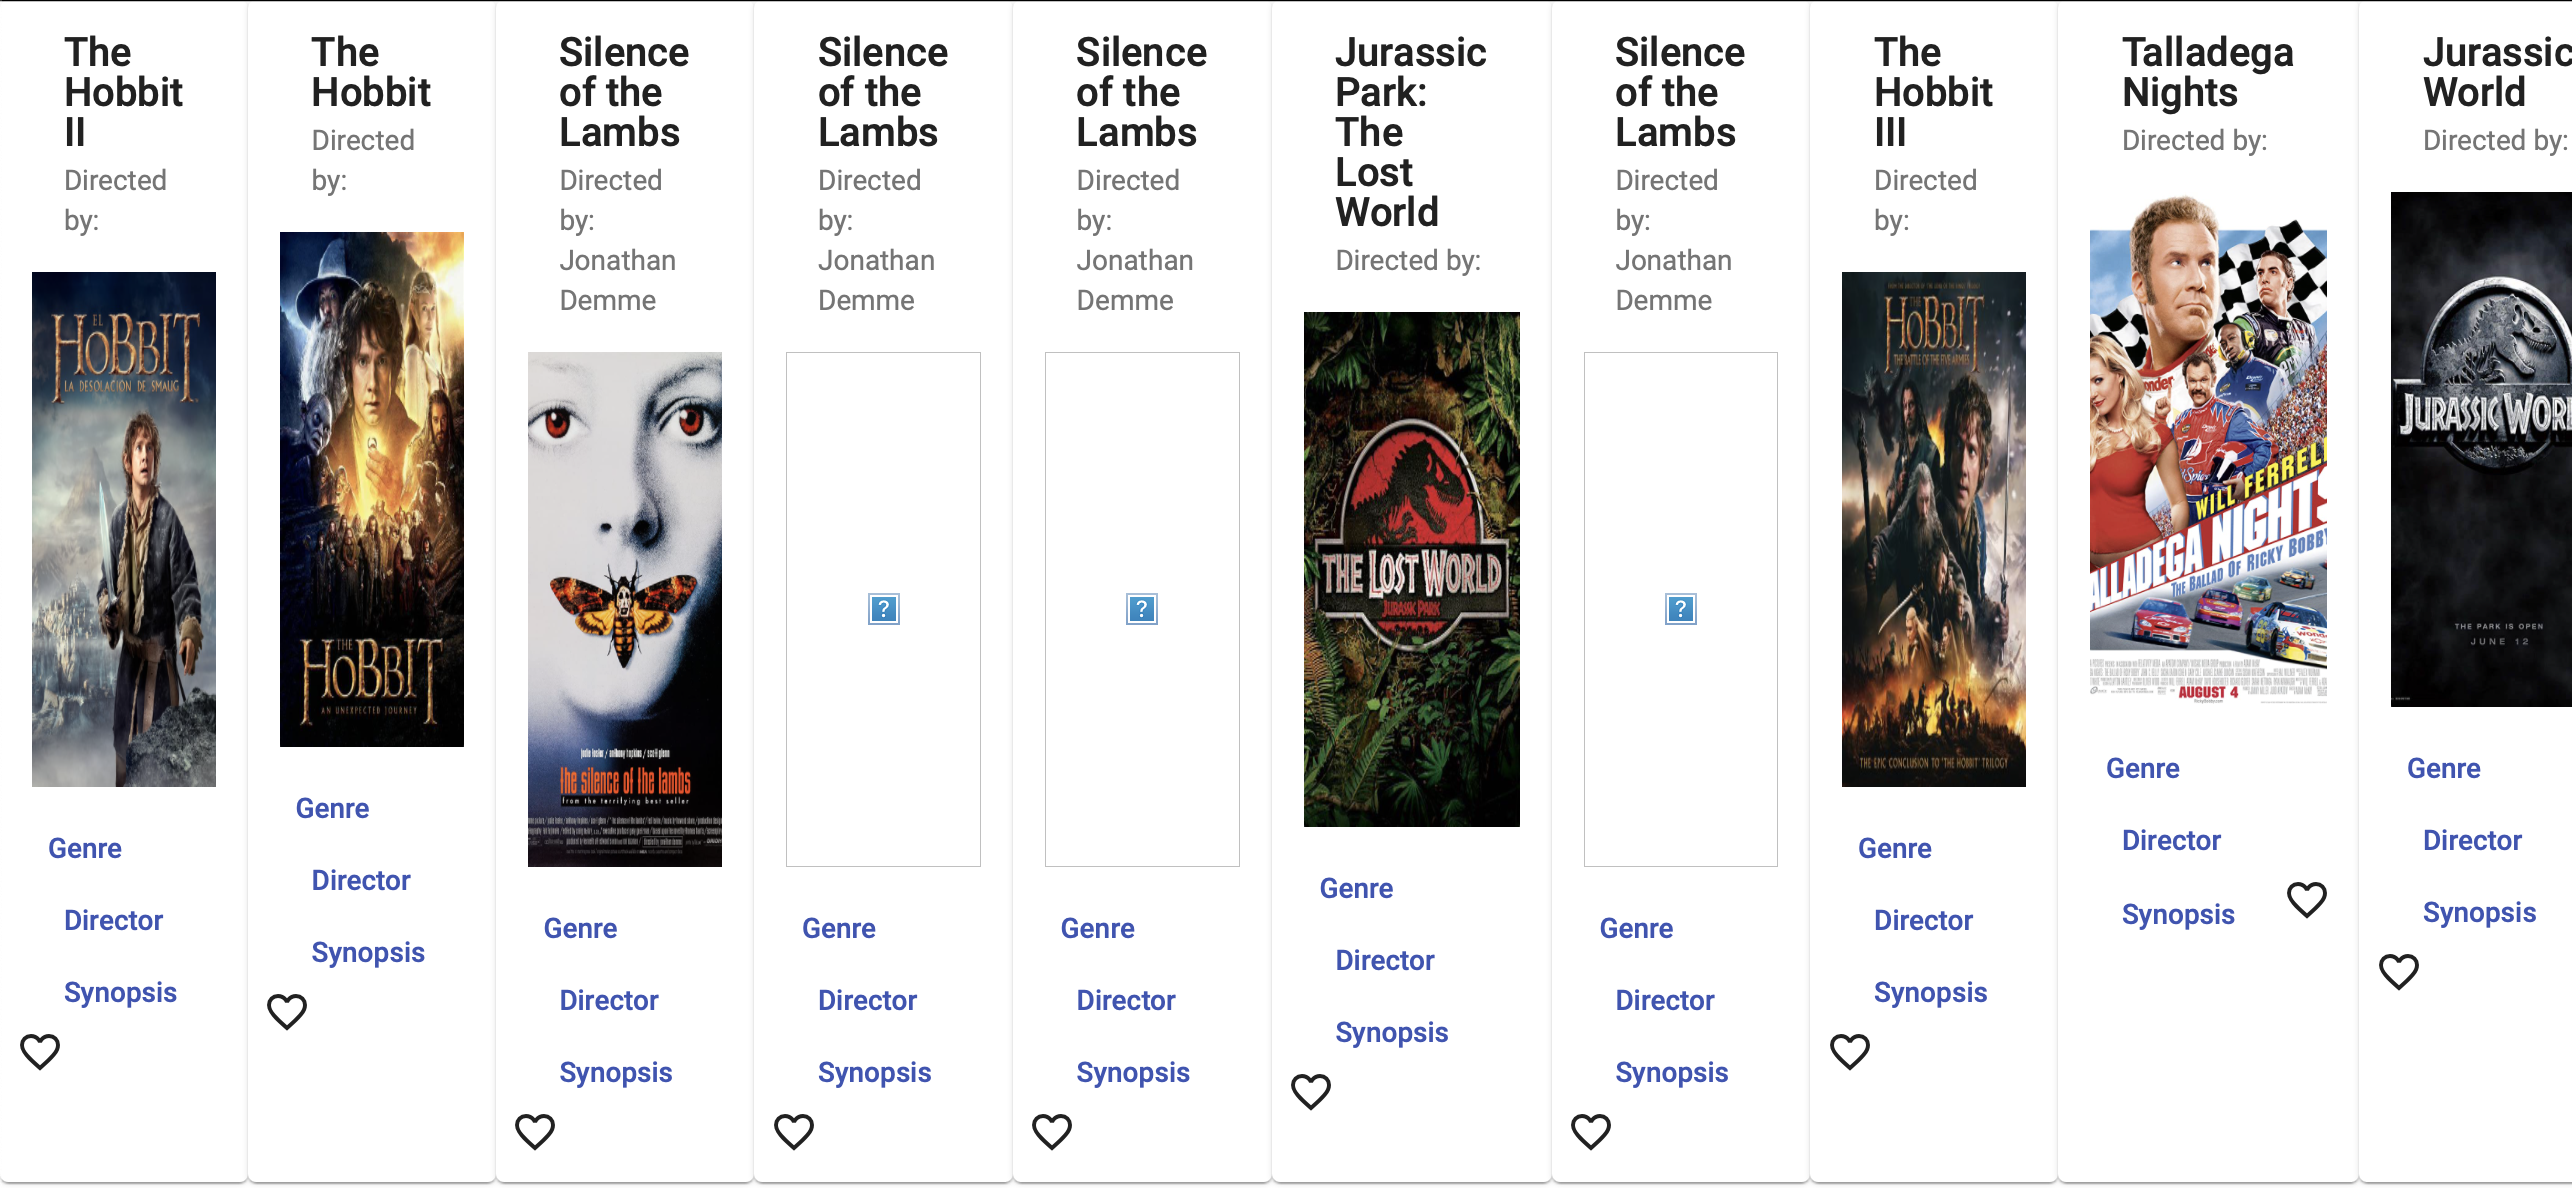 The
Hobbit
II
Directed
by:
EL
HOBBIT
LA DESOLACIÓN DE SMAUG
Genre
Director
Synopsis
The
Hobbit
Directed
by:
THE
HOBBIT
AN UNEXPECTED JOURNEY
Genre
Director
Synopsis
Silence
of the
Lambs
Directed
by:
Jonathan
Demme
jodie foster / anthony hopkins / scott glenn
the silence of the lambs
from the terrifying best seller
Genre
Director
Synopsis
Silence
of the
Lambs
Directed
by:
Jonathan
Demme
?
Genre
Director
Synopsis
Silence
of the
Lambs
Directed
by:
Jonathan
Demme
?
Genre
Director
Synopsis
Jurassic
Park:
The
Lost
World
Directed by:
THE LOST WORLD
JURASSIC PARK
Genre
Director
Synopsis
Silence
of the
Lambs
Directed
by:
Jonathan
Demme
?
Genre
Director
Synopsis
The
Hobbit
III
Directed
by:
THE
HOBBIT
THE BATTLE OF THE FIVE ARMIES
THE EPIC CONCLUSION TO 'THE HOBBIT' TRILOGY
Genre
Director
Synopsis
Talladega
Nights
Directed by:
WILL FERRELL
ALLADEGA NIGHTS
THE BALLAD OF RICKY BOBBY
AUGUST 4
Genre
Director
Synopsis
Jurassic
World
Directed by:
JURASSIC WORL
THE PARK IS OPEN
JUNE 12
Genre
Director
Synopsis